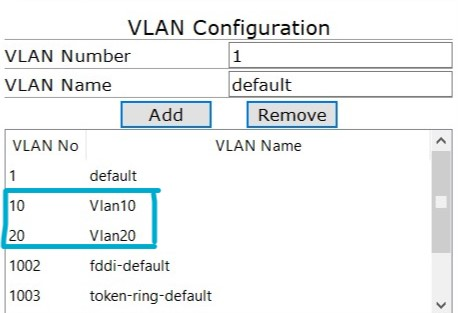 VLAN Configuration
VLAN Number 1
VLAN Name default
Add Remove
VLAN No VLAN Name
1 default
10 Vlan10
20 Vlan20
1002 fddi-default
1003 token-ring-default